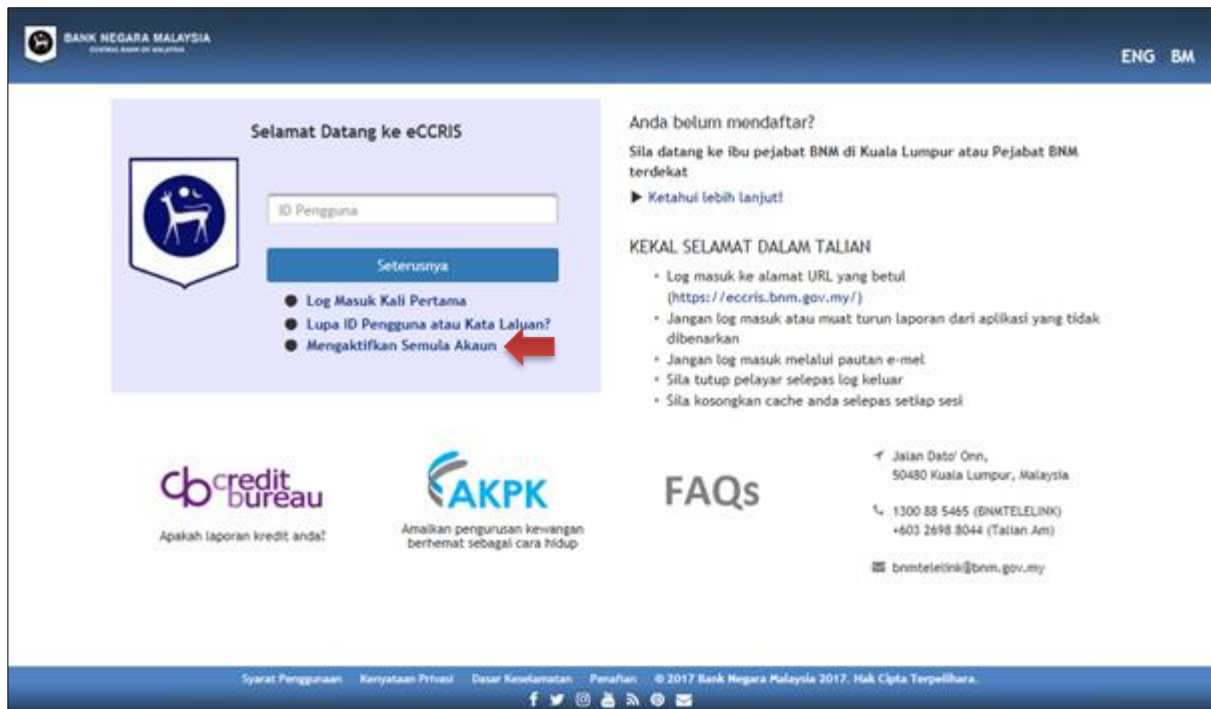 BANK NEGARA MALAYSIA
CENTRAL BANK OF MALAYSIA
ENG BM
Selamat Datang ke eCCRIS
ID Pengguna
Seterusnya
Log Masuk Kali Pertama
Lupa ID Pengguna atau Kata Laluan?
Mengaktifkan Semula Akaun
Anda belum mendaftar?
Sila datang ke ibu pejabat BNM di Kuala Lumpur atau Pejabat BNM
terdekat
Ketahui lebih lanjut!
KEKAL SELAMAT DALAM TALIAN
Log masuk ke alamat URL yang betul
(https://eccris.bnm.gov.my/)
Jangan log masuk atau muat turun laporan dari aplikasi yang tidak
dibenarkan
Jangan log masuk melalui pautan e-mel
Sila tutup pelayar selepas log keluar
Sila kosongkan cache anda selepas setiap sesi
cb credit
bureau
Apakah laporan kredit anda?
AKPK
Amalkan pengurusan kewangan
berhemat sebagai cara hidup
FAQs
Jalan Dato' Onn,
50480 Kuala Lumpur, Malaysia
1300 88 5465 (BNMTELELINK)
+603 2698 8044 (Talian Am)
bnmtelelink@bnm.gov.my
Syarat Penggunaan Kenyataan Privasi Dasar Keselamatan Penafian © 2017 Bank Negara Malaysia 2017. Hak Cipta Terpelihara.